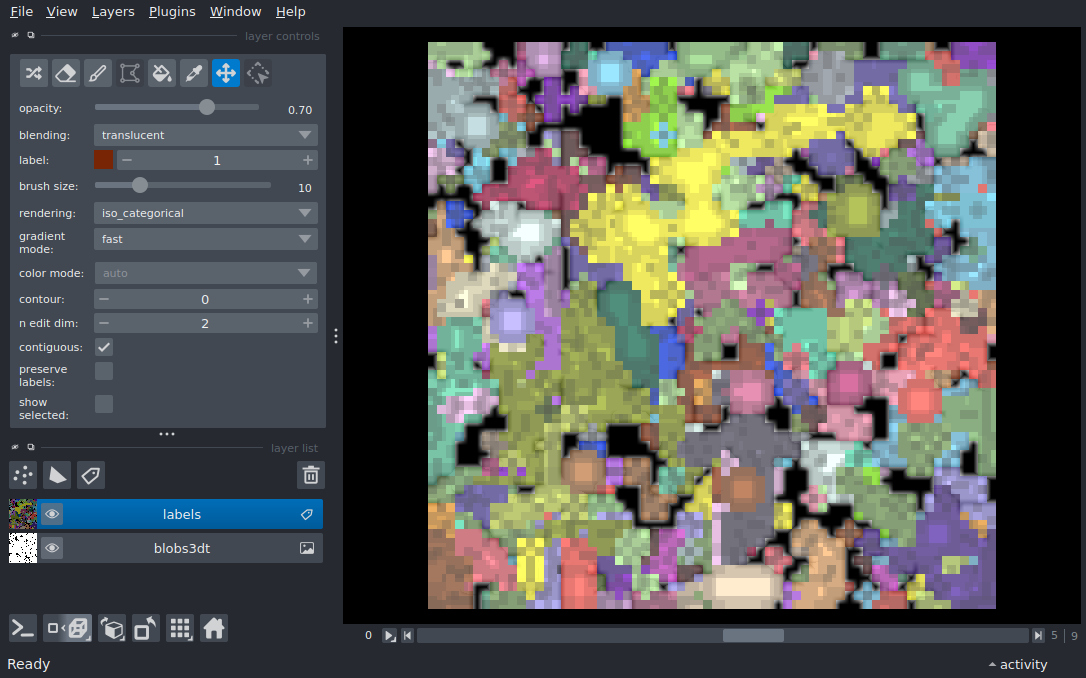 File View Layers Plugins Window Help
layer controls
opacity: 0.70
blending: translucent
label: 1
brush size: 10
rendering: iso_categorical
gradient
mode: fast
color mode: auto
contour: 0
n edit dim: 2
contiguous:
preserve
labels:
show
selected:
layer list
labels
blobs3dt
0 5 9
Ready activity